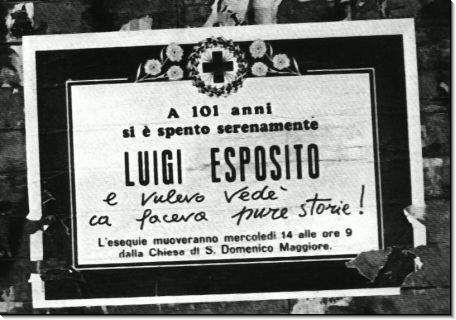 A 101 anni
si è spento serenamente
LUIGI ESPOSITO
e vulevo vedè
ca faceva pure storie!
L'esequie muoveranno mercoledì 14 alle ore 9
dalla Chiesa di S. Domenico Maggiore.